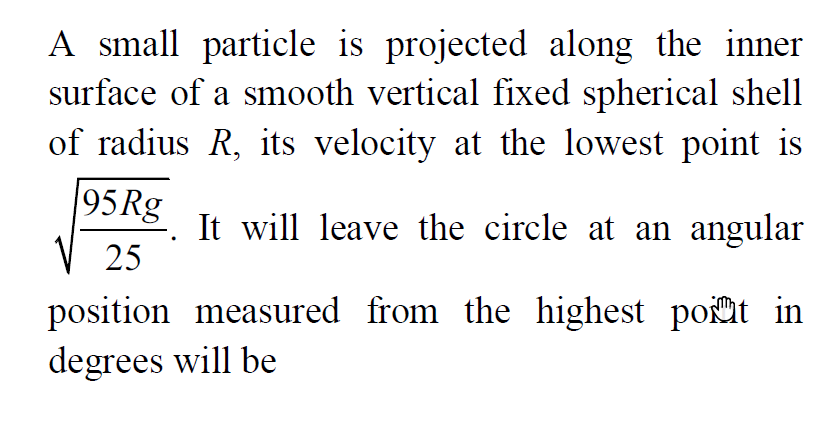 A small particle is projected along the inner
surface of a smooth vertical fixed spherical shell
of radius R, its velocity at the lowest point is
√(95Rg/25). It will leave the circle at an angular
position measured from the highest point in
degrees will be